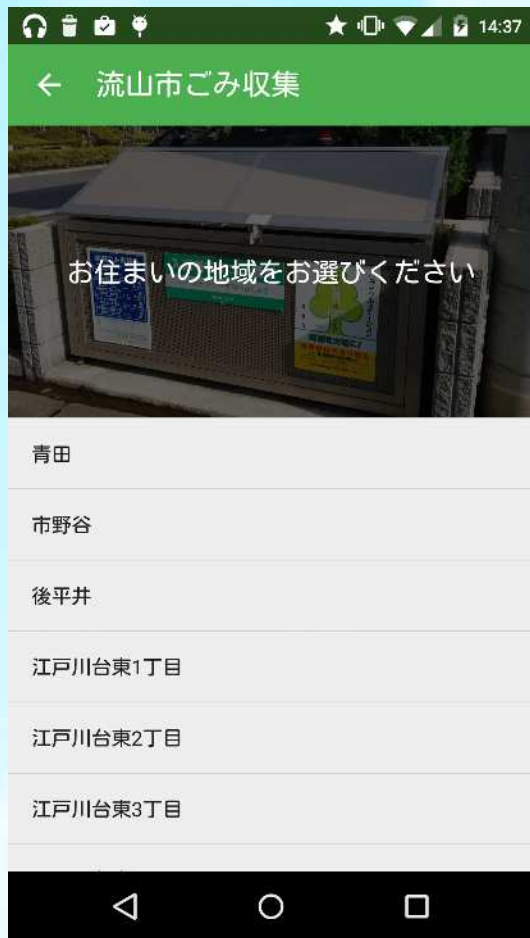 14:37
流山市ごみ収集
お住まいの地域をお選びください
青田
市野谷
後平井
江戸川台東1丁目
江戸川台東2丁目
江戸川台東3丁目